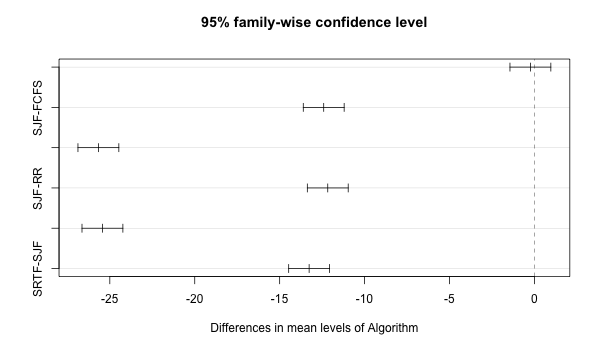 95% family-wise confidence level
SJF-FCFS
SJF-RR
SRTF-SJF
-25
-20
-15
-10
-5
0
Differences in mean levels of Algorithm